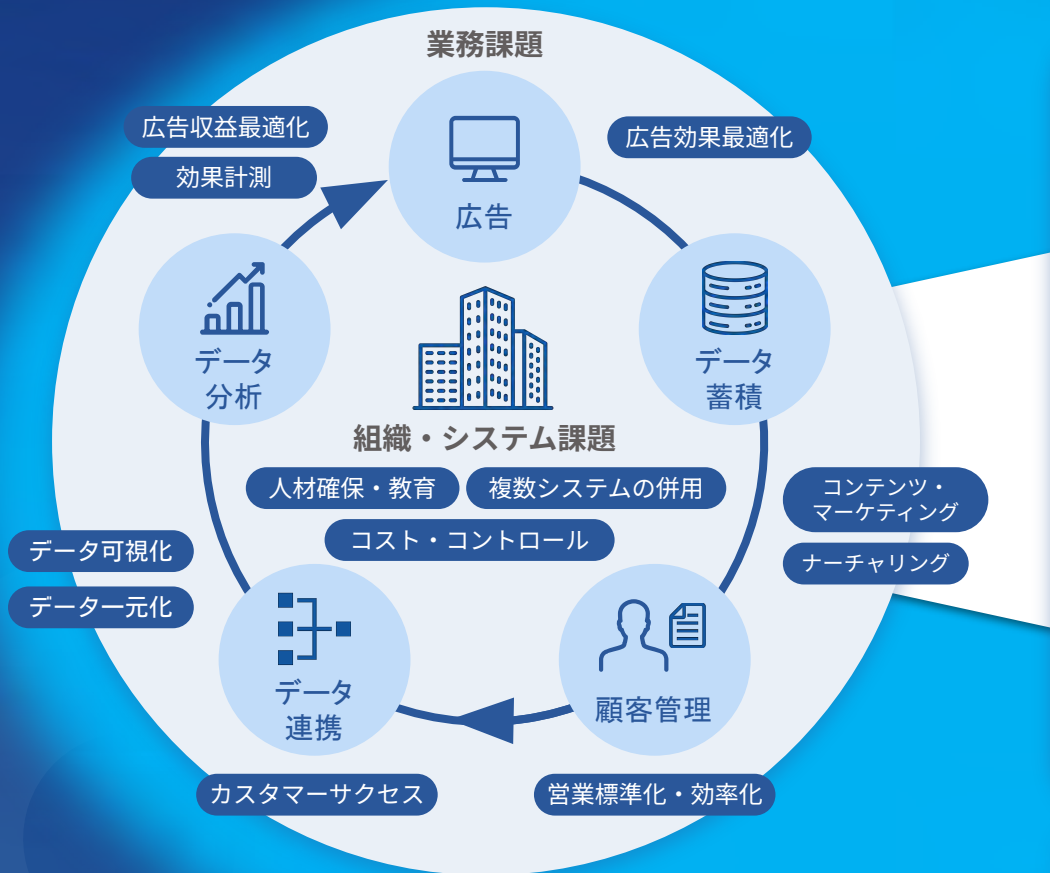 業務課題
広告収益最適化
効果計測
広告効果最適化
広告
データ
分析
データ
蓄積
組織・システム課題
人材確保・教育
複数システムの併用
コスト・コントロール
コンテンツ・
マーケティング
ナーチャリング
データ可視化
データ一元化
データ
連携
顧客管理
カスタマーサクセス
営業標準化・効率化